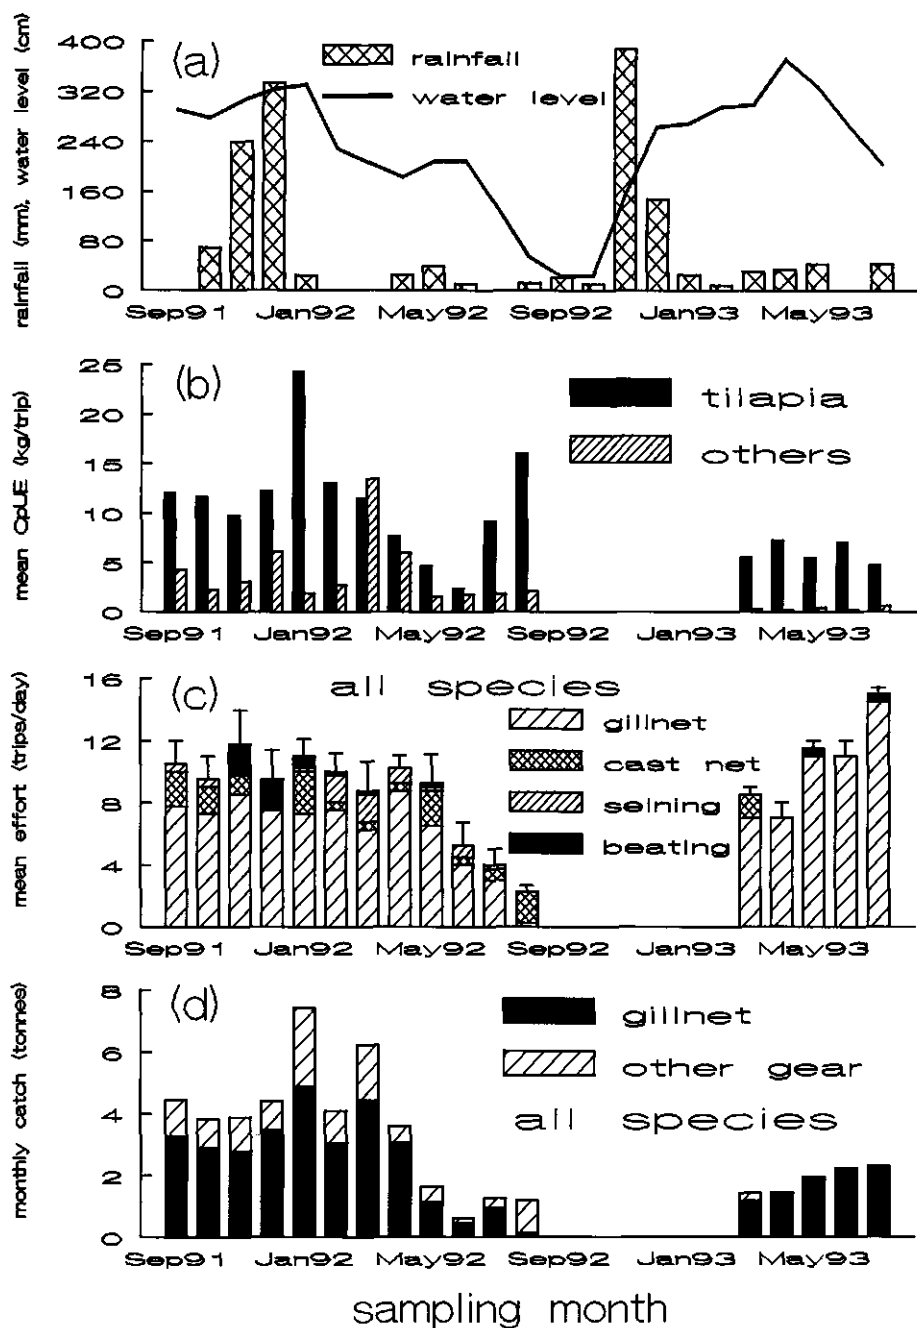 (a)
rainfall
water level
rainfall (mm), water level (cm)
400
320
240
160
80
0
Sep91 Jan92 May92 Sep92 Jan93 May93
(b)
tilapia
others
mean CpUE (kg/trip)
25
20
15
10
5
0
Sep91 Jan92 May92 Sep92 Jan93 May93
(c)
all species
gillnet
cast net
seining
beating
mean effort (trips/day)
16
12
8
4
0
Sep91 Jan92 May92 Sep92 Jan93 May93
(d)
gillnet
other gear
all species
monthly catch (tonnes)
8
6
4
2
0
Sep91 Jan92 May92 Sep92 Jan93 May93
sampling month